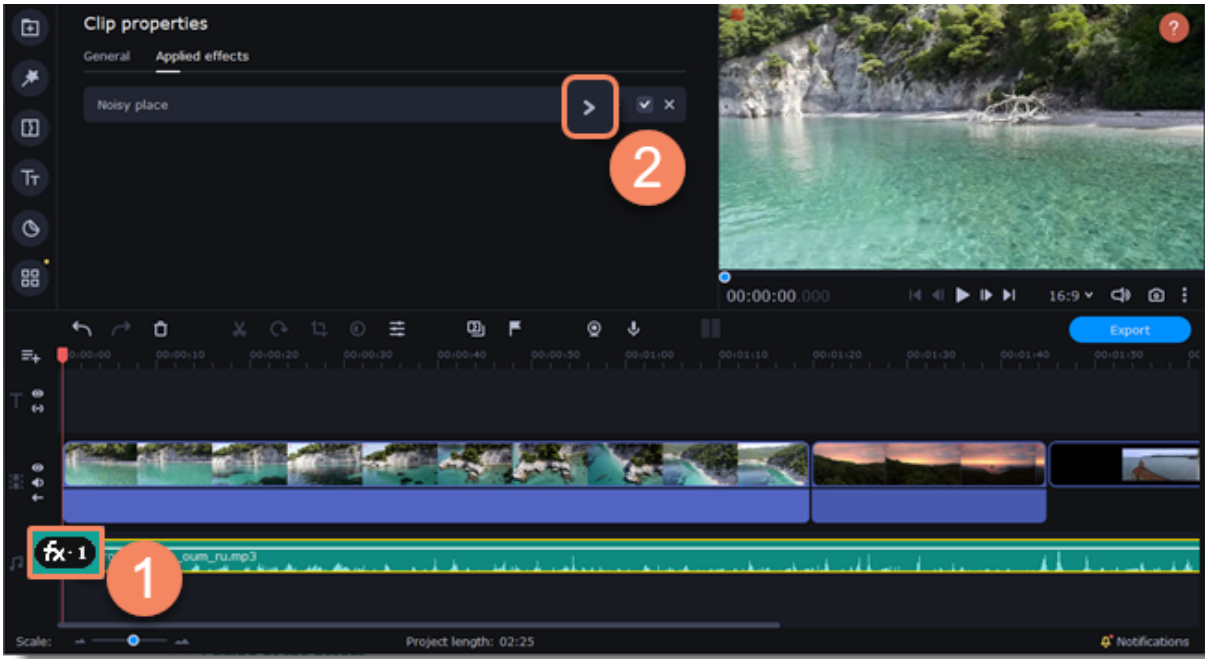 Clip properties
General Applied effects
Noisy place
2
?
00:00:00.000
16:9
Export
0:00:00 00:00:10 00:00:20 00:00:30 00:00:40 00:00:50 00:01:00 00:01:10 00:01:20 00:01:30 00:01:40 00:01:50 00
fx·1
1
_oum_ru.mp3
Scale:
Project length: 02:25
Notifications